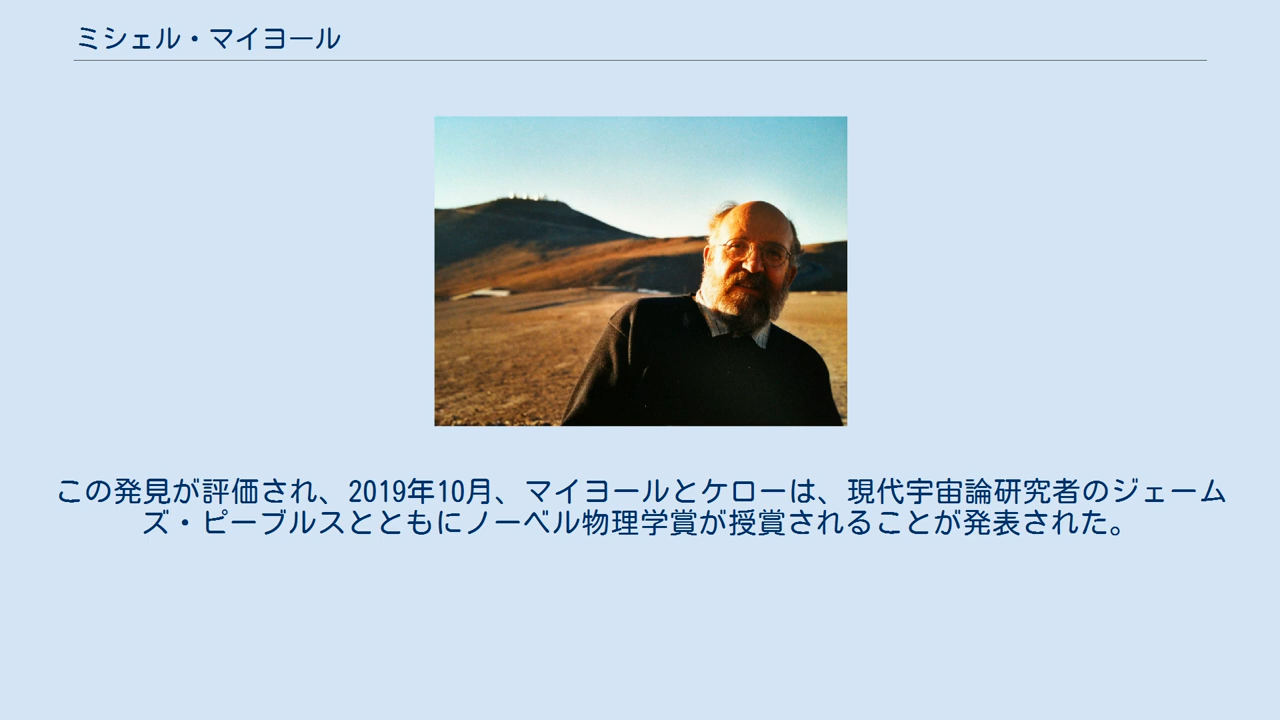 ミシェル・マイヨール
この発見が評価され、2019年10月、マイヨールとケローは、現代宇宙論研究者のジェーム
ズ・ピーブルスとともにノーベル物理学賞が授賞されることが発表された。